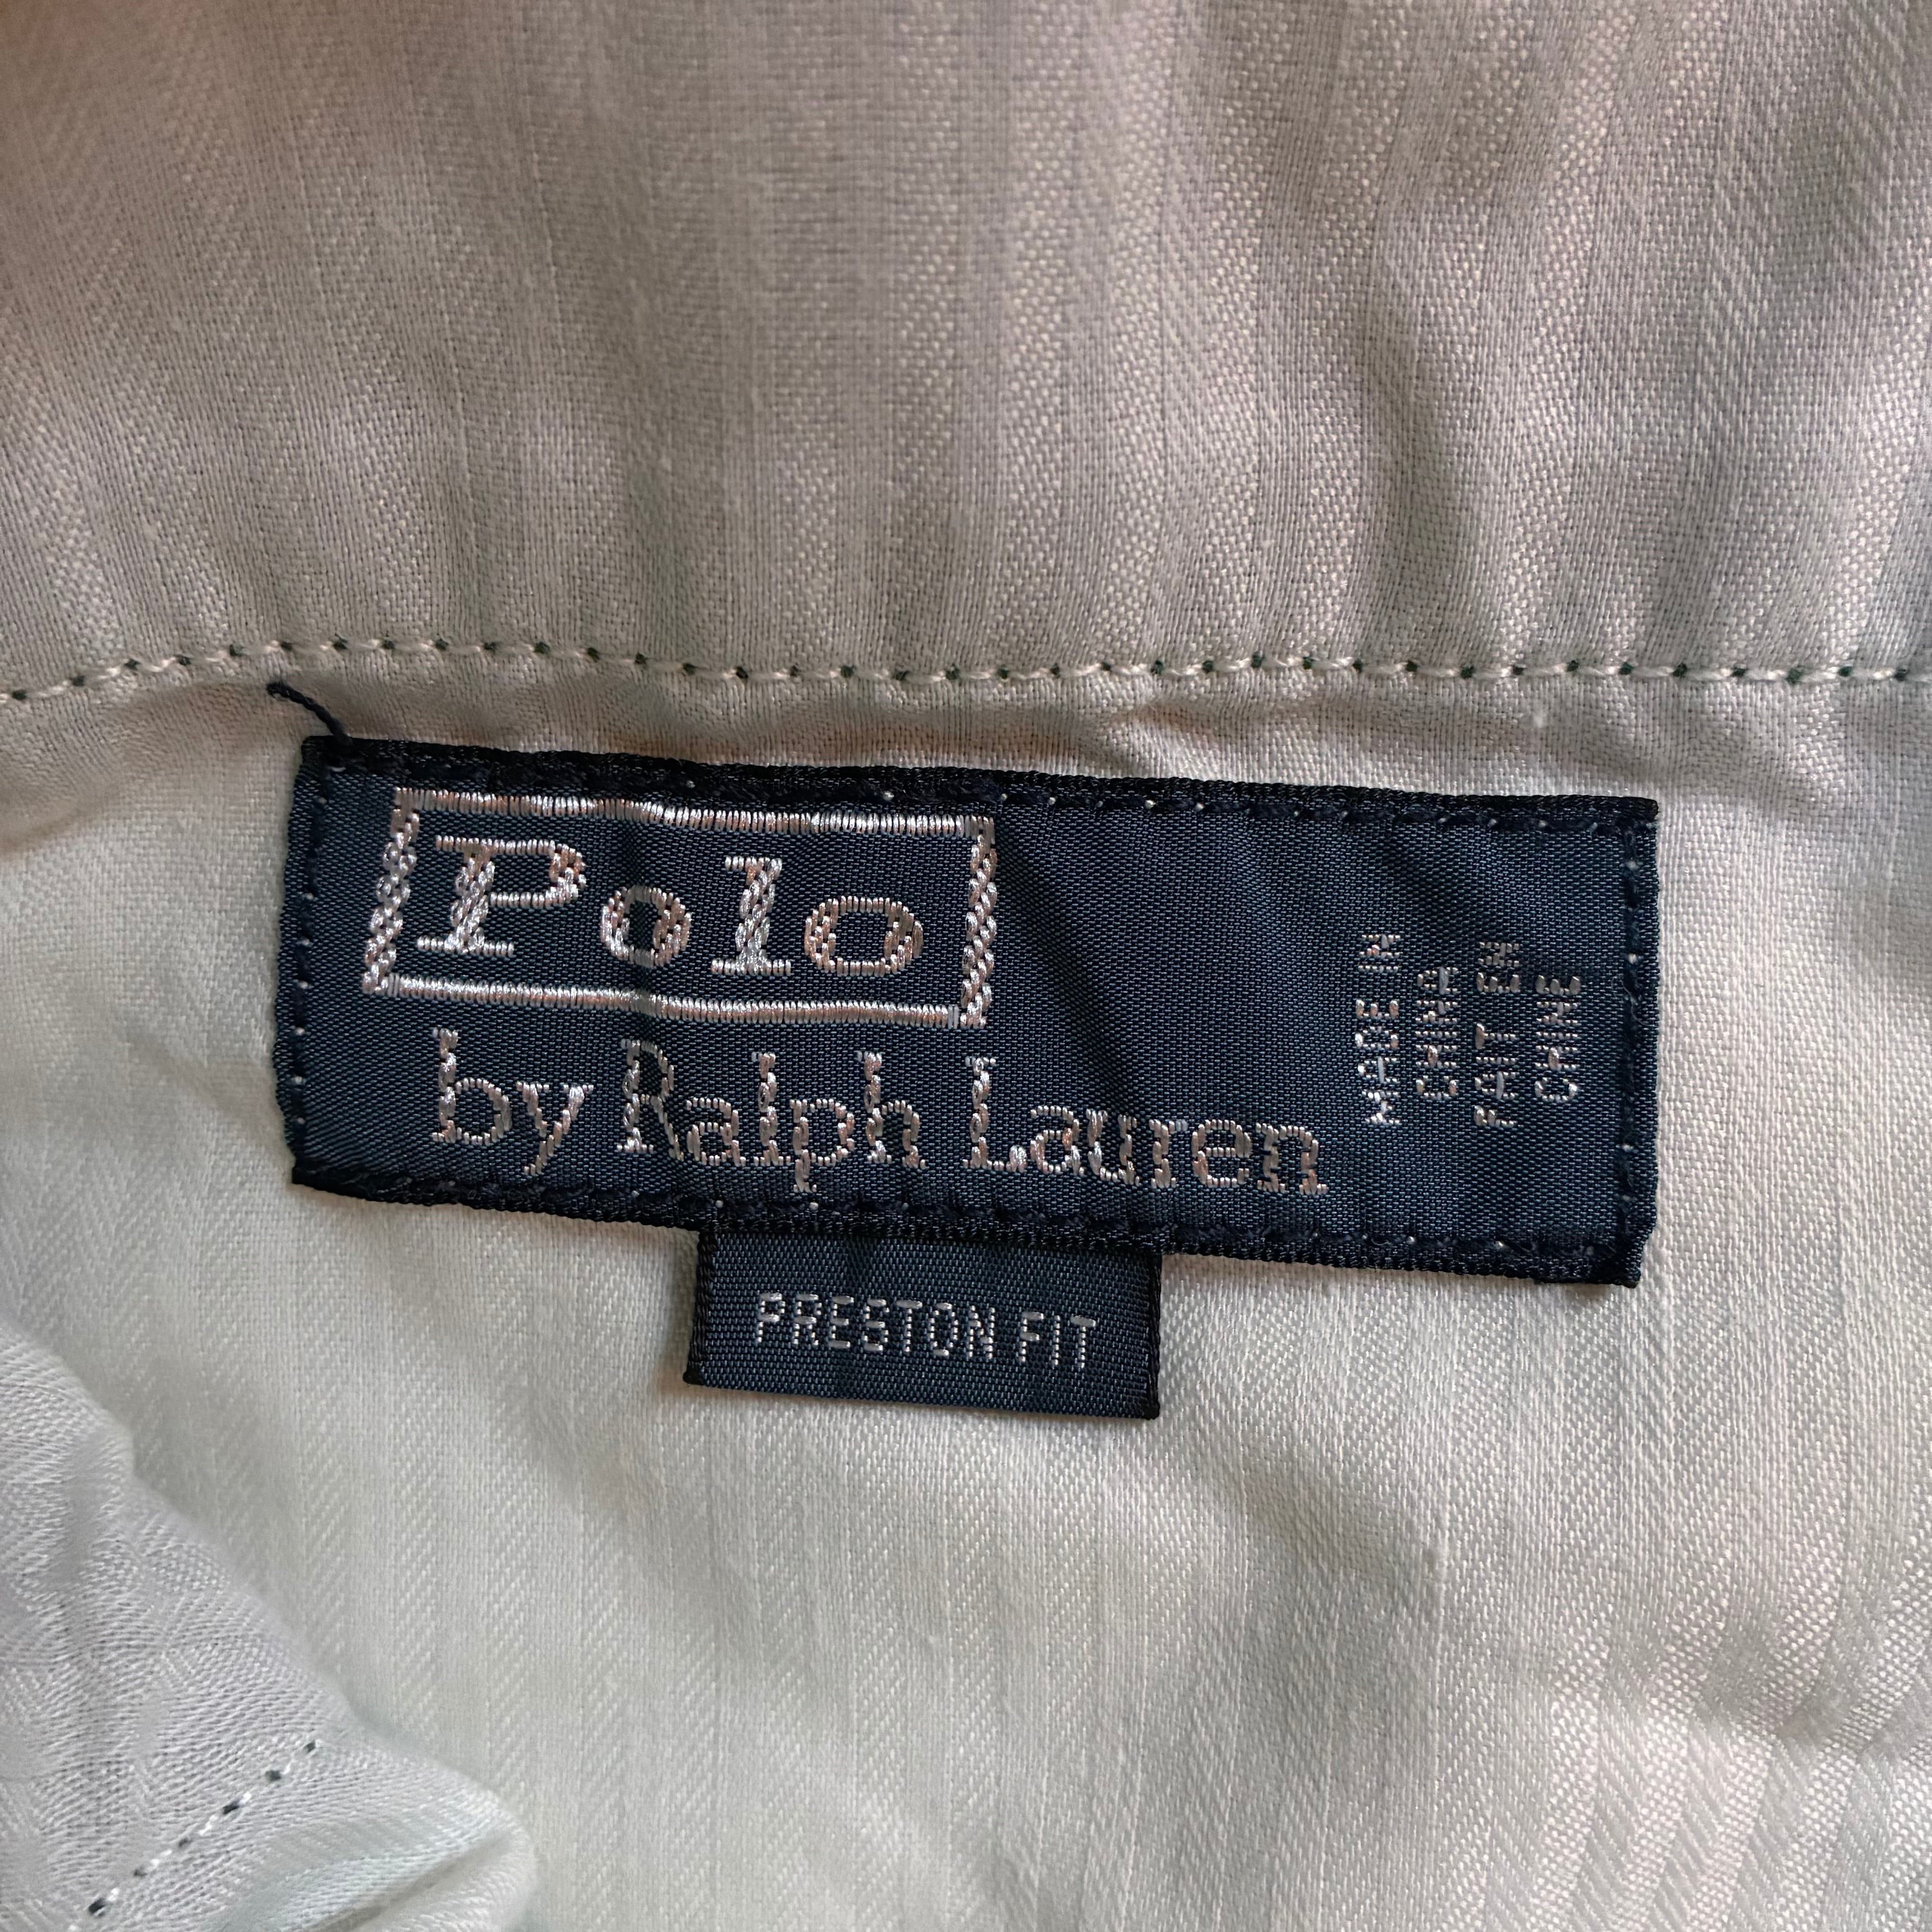 Polo
by Ralph Lauren
MADE IN
CHINA
FAIT EN
CHINE
PRESTON FIT